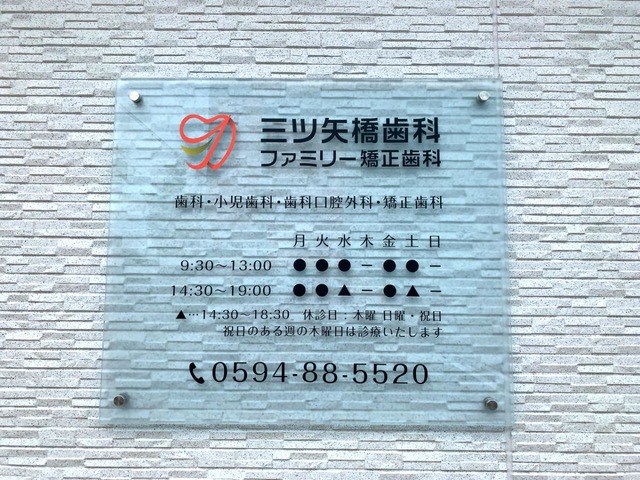 三ツ矢橋歯科
ファミリー矯正歯科
歯科・小児歯科・歯科口腔外科・矯正歯科
月 火 水 木 金 土 日
9:30〜13:00 ● ● ● − ● ● −
14:30〜19:00 ● ● ▲ − ● ▲ −
▲…14:30〜18:30 休診日：木曜 日曜・祝日
祝日のある週の木曜日は診療いたします
0594-88-5520